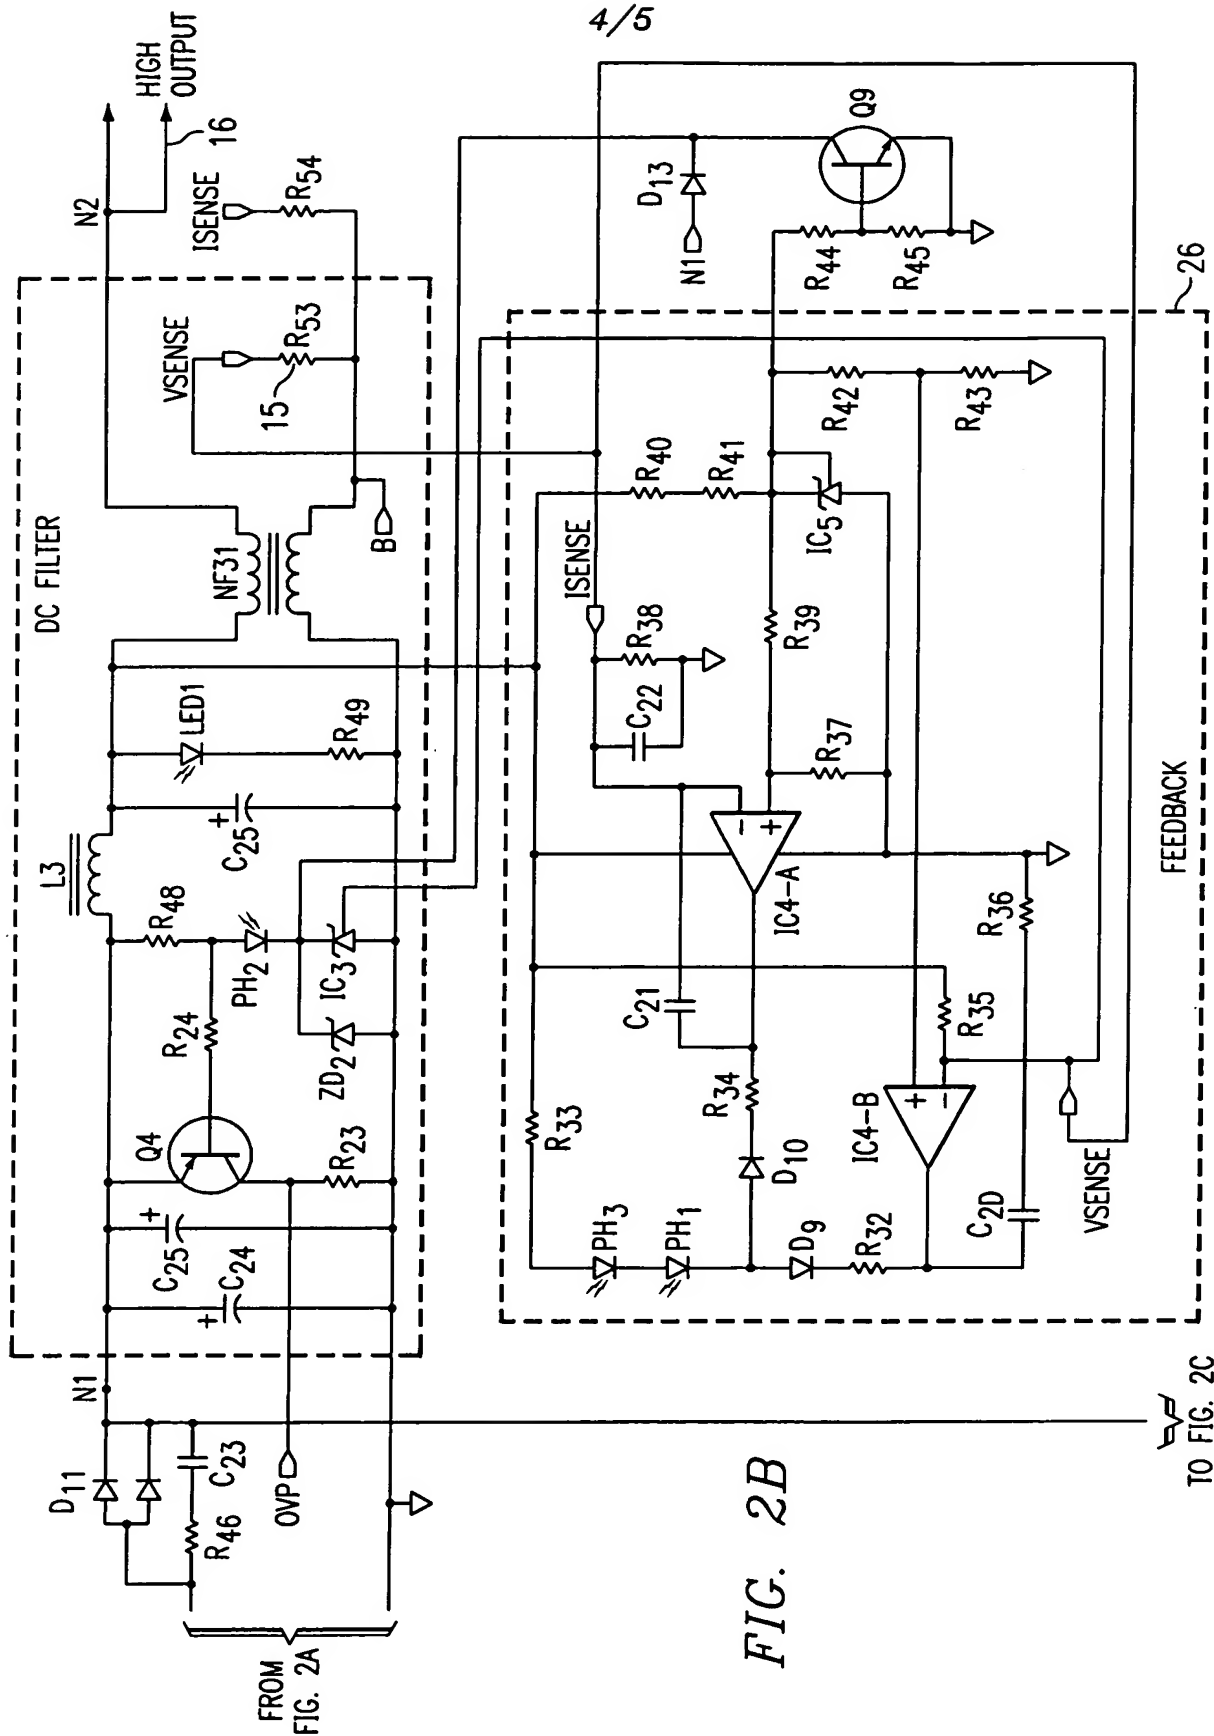 4/5
HIGH
OUTPUT
16
N2
ISENSE
R54
DC FILTER
VSENSE
R53
15
B
NF31
L3
LED1
R49
+
C25
R48
PH2
IC3
ZD2
R24
Q4
R23
+
C25
+
C24
N1
D11
C23
R46
OVP
FROM
FIG. 2A
D13
N1
Q9
R44
R45
26
R40
R41
R42
R43
IC5
ISENSE
R38
C22
R39
R37
-
+
IC4-A
FEEDBACK
R36
C21
R35
R34
R33
+
-
IC4-B
D10
VSENSE
PH3
PH1
D9
R32
C2D
TO FIG. 2C
FIG. 2B